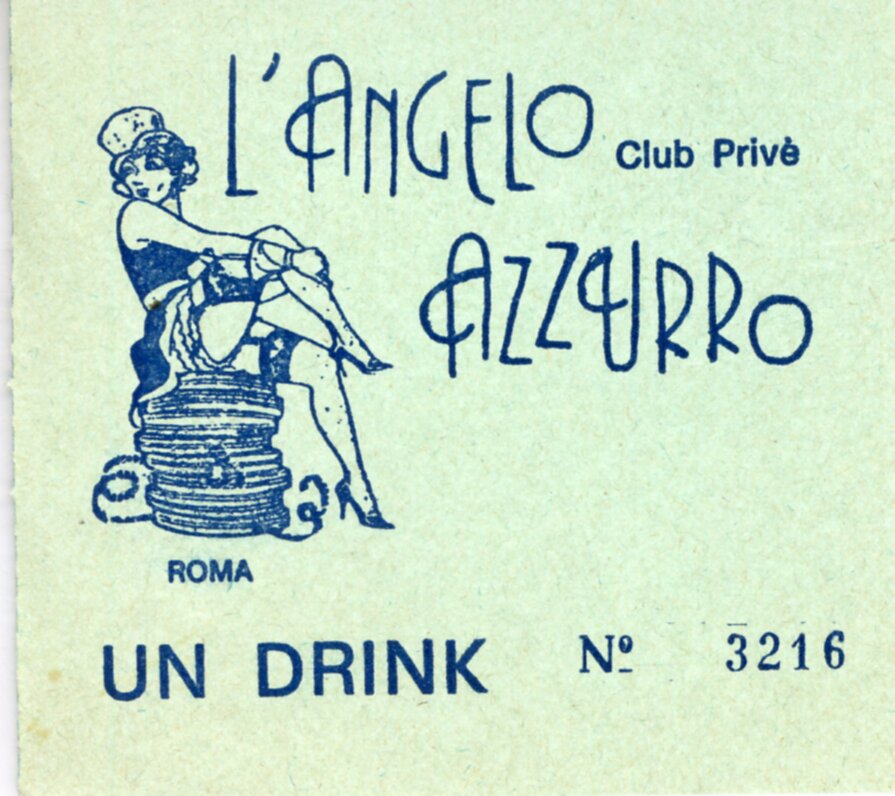 L'ANGELO Club Privè
AZZURRO
ROMA
UN DRINK Nº 3216